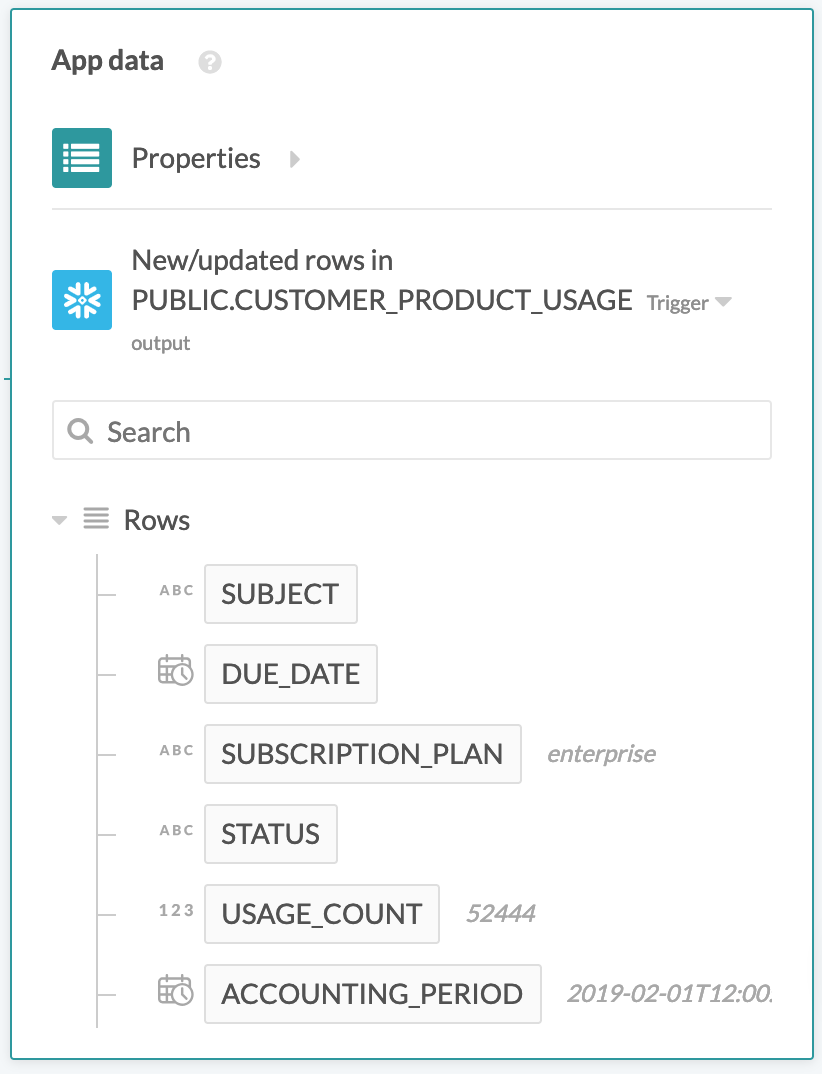 App data ?
Properties
New/updated rows in
PUBLIC.CUSTOMER_PRODUCT_USAGE Trigger
output
Search
Rows
ABC SUBJECT
DUE_DATE
ABC SUBSCRIPTION_PLAN enterprise
ABC STATUS
123 USAGE_COUNT 52444
ACCOUNTING_PERIOD 2019-02-01T12:00.